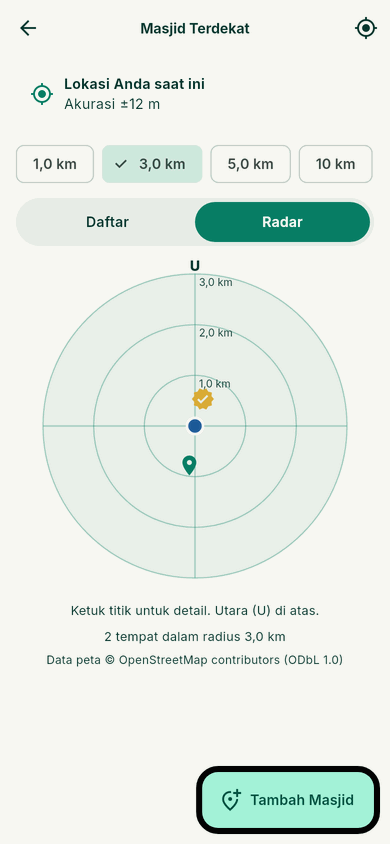 Masjid Terdekat
Lokasi Anda saat ini
Akurasi ±12 m
1,0 km
3,0 km
5,0 km
10 km
Daftar
Radar
U
3,0 km
2,0 km
1,0 km
Ketuk titik untuk detail. Utara (U) di atas.
2 tempat dalam radius 3,0 km
Data peta © OpenStreetMap contributors (ODbL 1.0)
Tambah Masjid